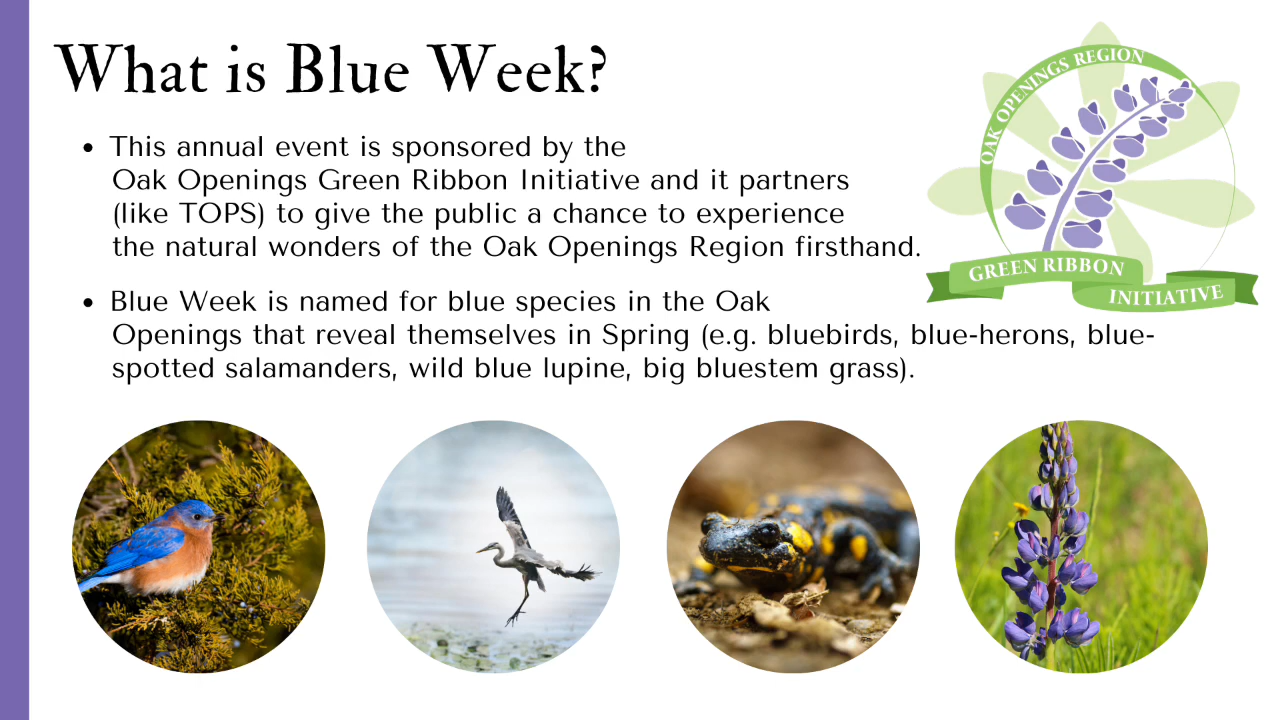 What is Blue Week?
OAK OPENINGS REGION
GREEN RIBBON
INITIATIVE
• This annual event is sponsored by the
Oak Openings Green Ribbon Initiative and it partners
(like TOPS) to give the public a chance to experience
the natural wonders of the Oak Openings Region firsthand.
• Blue Week is named for blue species in the Oak
Openings that reveal themselves in Spring (e.g. bluebirds, blue-herons, blue-
spotted salamanders, wild blue lupine, big bluestem grass).